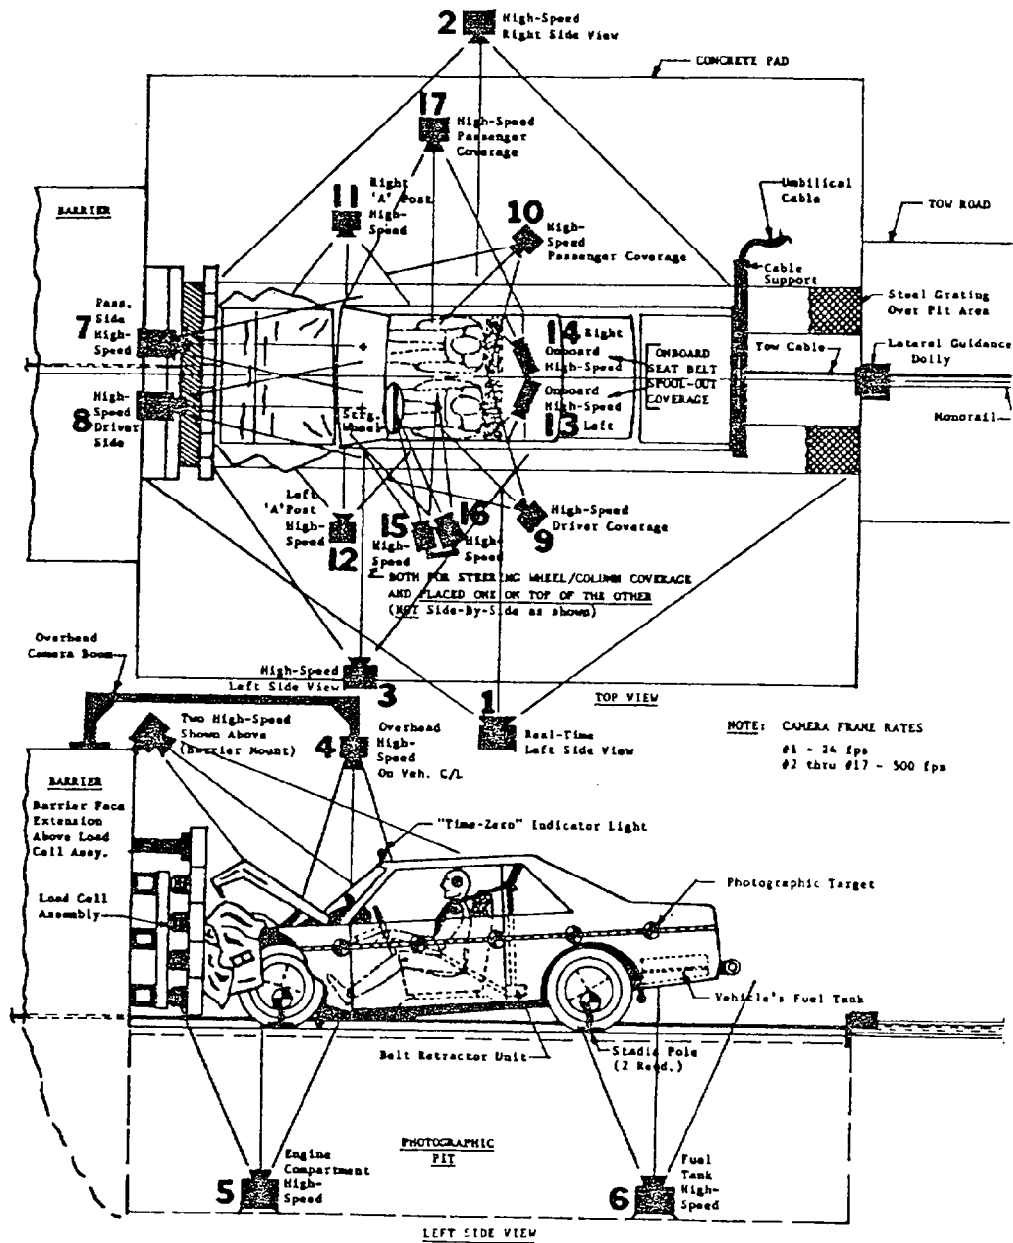 2
High-Speed
Right Side View
CONCRETE PAD
17
High-Speed
Passenger
Coverage
Umbilical
Cable
11
Right
'A' Post
High-
Speed
10
High-
Speed
Passenger Coverage
BARRIER
TOW ROAD
Cable
Support
Pass.
Side
High-
Speed
7
Steel Grating
Over Pit Area
14 Right
Onboard
High-Speed
ONBOARD
SEAT BELT
SPOOL-OUT
COVERAGE
Tow Cable
Lateral Guidance
Dolly
Onboard
High-Speed
13 Left
High-
Speed
Driver
Side
8
Strg.
Wheel
Monorail
Left
'A' Post
High-
Speed
12
15
High-
Speed
16
High-
Speed
9
High-Speed
Driver Coverage
BOTH FOR STEERING WHEEL/COLUMN COVERAGE
AND PLACED ONE ON TOP OF THE OTHER
(NOT Side-By-Side as shown)
Overhead
Camera Boom
High-Speed
Left Side View
3
TOP VIEW
1
Real-Time
Left Side View
Two High-Speed
Shown Above
(Barrier Mount)
4
Overhead
High-
Speed
On Veh. C/L
NOTE: CAMERA FRAME RATES
#1 - 24 fps
#2 thru #17 - 500 fps
BARRIER
Barrier Face
Extension
Above Load
Cell Assy.
"Time-Zero" Indicator Light
Photographic Target
Load Cell
Assembly
Vehicle's Fuel Tank
Belt Retractor Unit
Stadia Pole
(2 Reqd.)
PHOTOGRAPHIC
PIT
5
Engine
Compartment
High-
Speed
6
Fuel
Tank
High-
Speed
LEFT SIDE VIEW